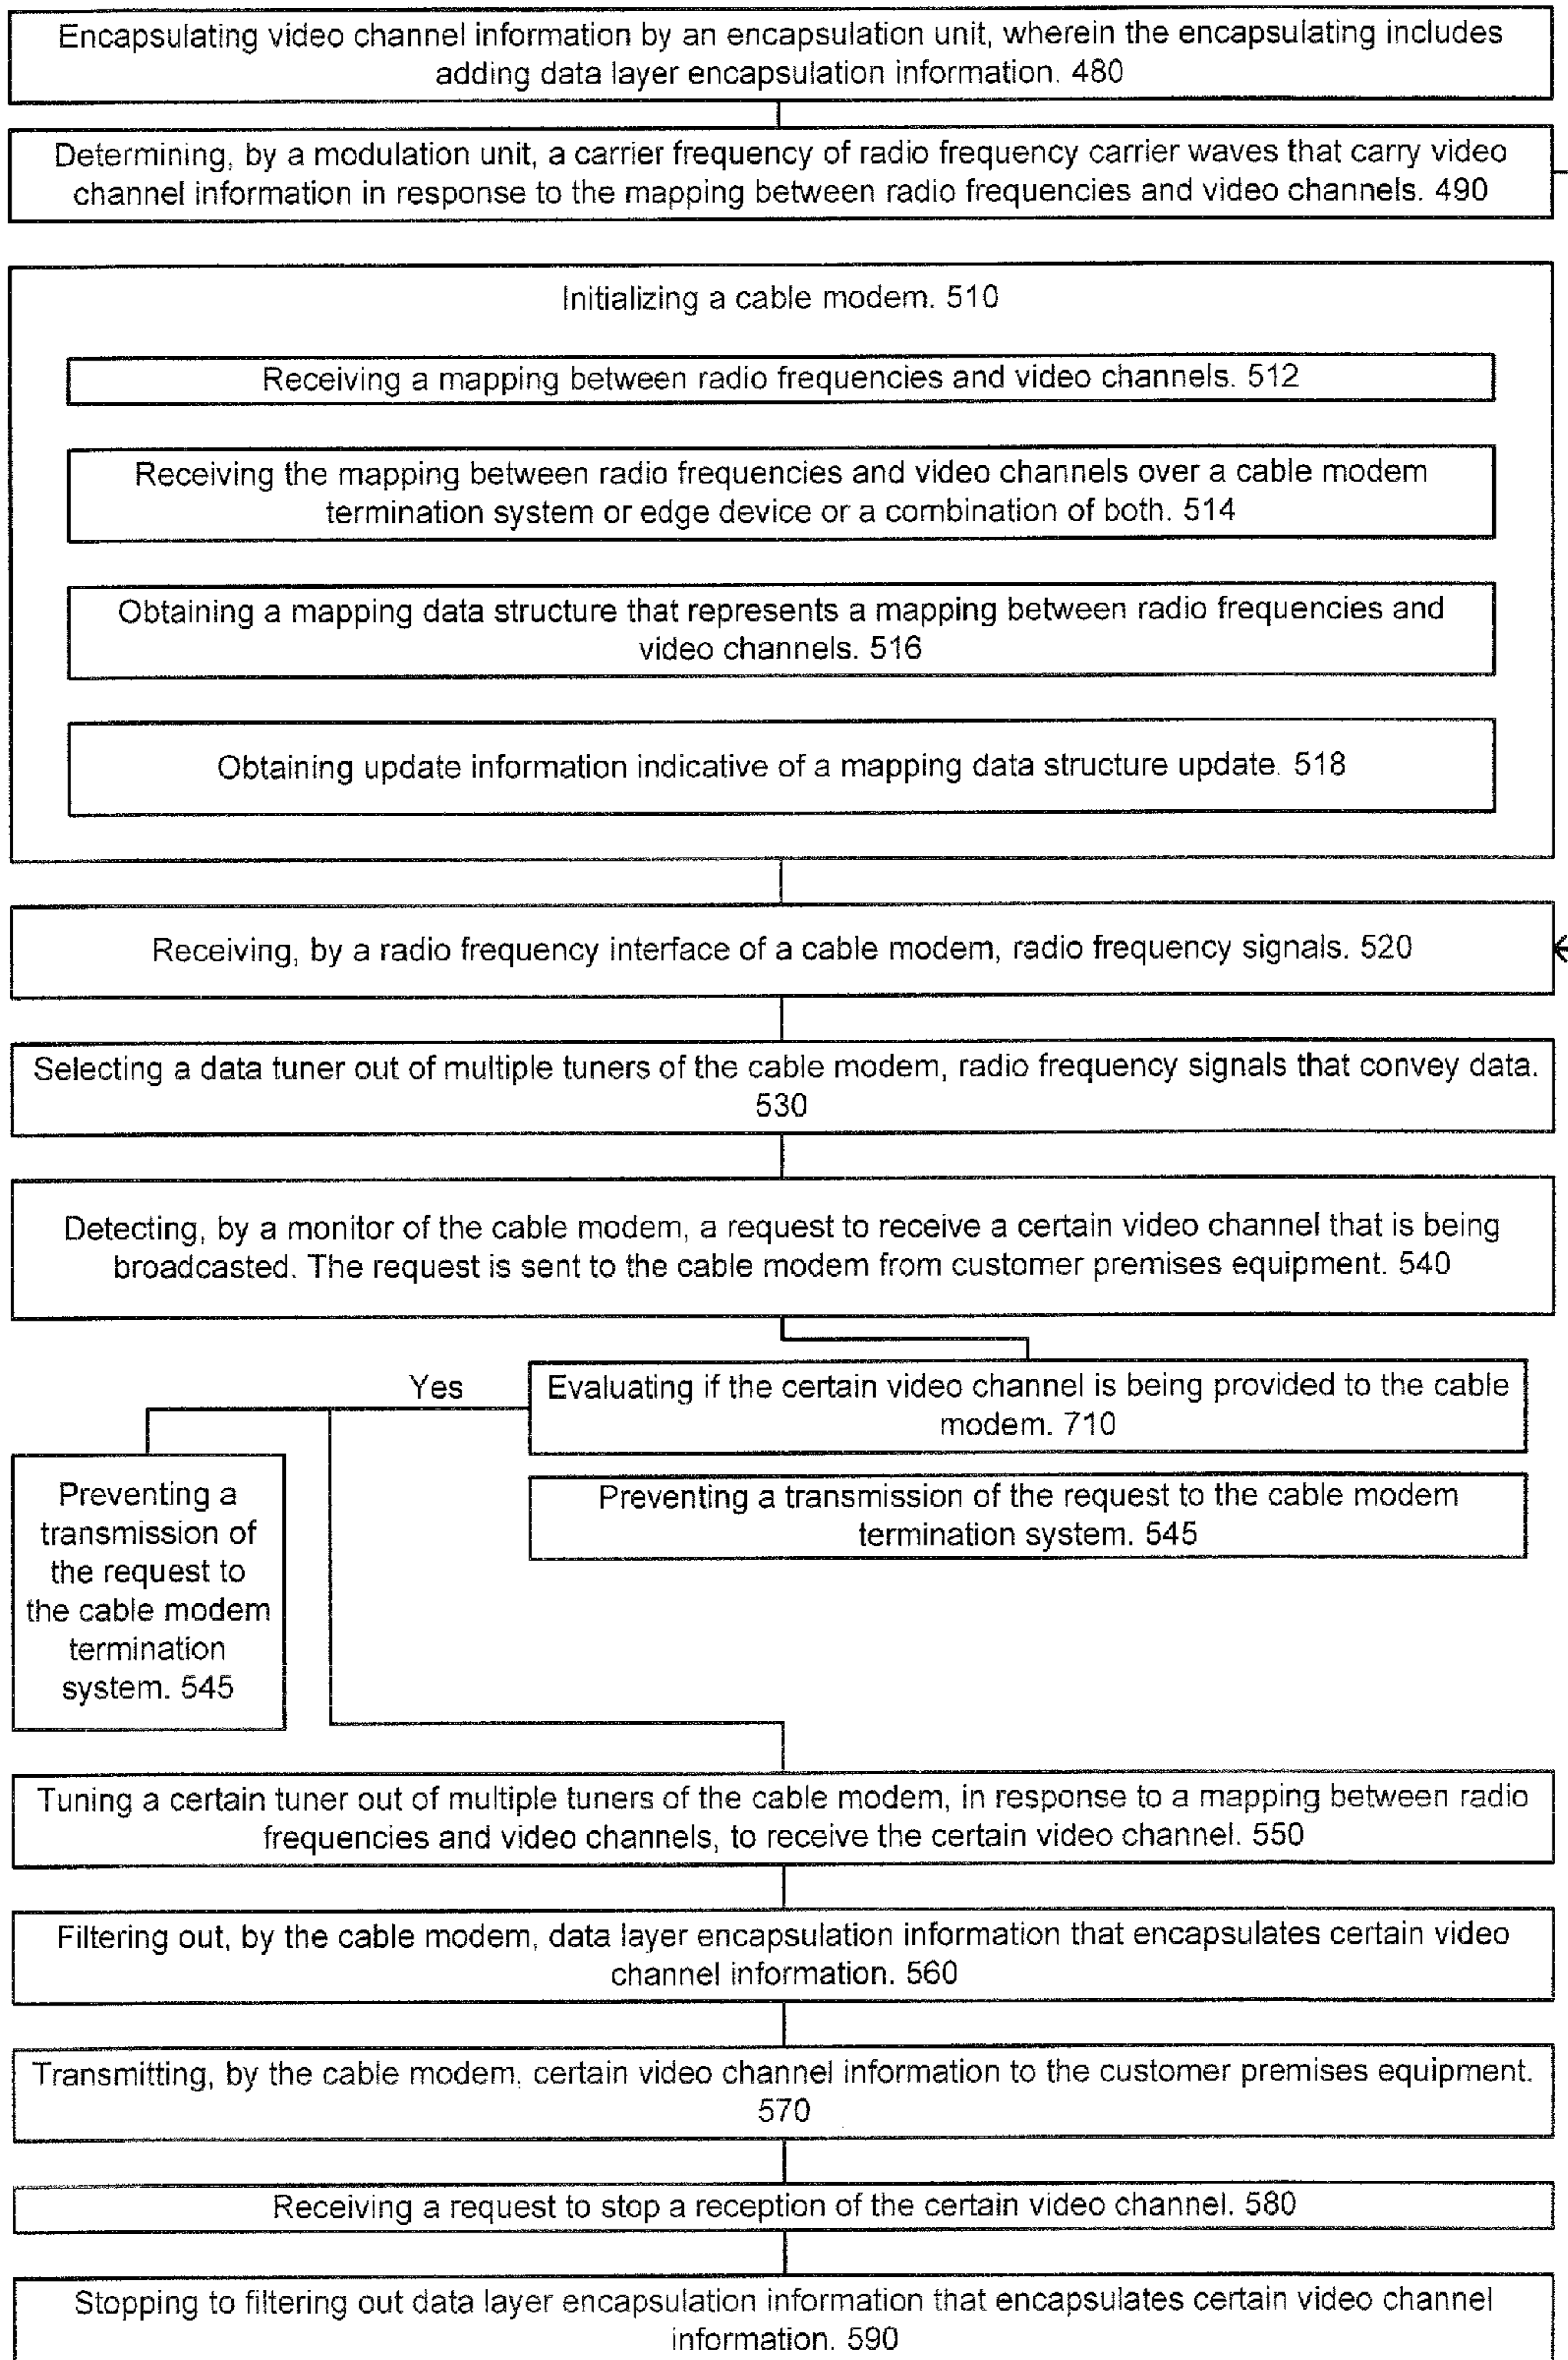 Encapsulating video channel information by an encapsulation unit, wherein the encapsulating includes
adding data layer encapsulation information. 480
Determining, by a modulation unit, a carrier frequency of radio frequency carrier waves that carry video
channel information in response to the mapping between radio frequencies and video channels. 490
Initializing a cable modem. 510
Receiving a mapping between radio frequencies and video channels. 512
Receiving the mapping between radio frequencies and video channels over a cable modem
termination system or edge device or a combination of both. 514
Obtaining a mapping data structure that represents a mapping between radio frequencies and
video channels. 516
Obtaining update information indicative of a mapping data structure update. 518
Receiving, by a radio frequency interface of a cable modem, radio frequency signals. 520
Selecting a data tuner out of multiple tuners of the cable modem, radio frequency signals that convey data.
530
Detecting, by a monitor of the cable modem, a request to receive a certain video channel that is being
broadcasted. The request is sent to the cable modem from customer premises equipment. 540
Yes
Evaluating if the certain video channel is being provided to the cable
modem. 710
Preventing a transmission of the request to the cable modem
termination system. 545
Preventing a
transmission of
the request to
the cable modem
termination
system. 545
Tuning a certain tuner out of multiple tuners of the cable modem, in response to a mapping between radio
frequencies and video channels, to receive the certain video channel. 550
Filtering out, by the cable modem, data layer encapsulation information that encapsulates certain video
channel information. 560
Transmitting, by the cable modem, certain video channel information to the customer premises equipment.
570
Receiving a request to stop a reception of the certain video channel. 580
Stopping to filtering out data layer encapsulation information that encapsulates certain video channel
information. 590